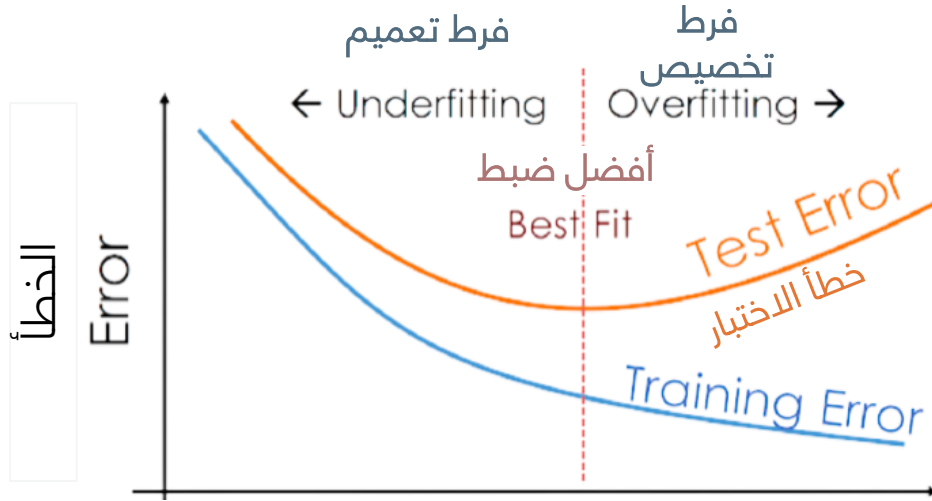 فرط تعميم
فرط
تخصيص
← Underfitting
Overfitting →
أفضل ضبط
Best Fit
Test Error
خطأ الاختبار
الخطأ
Error
Training Error